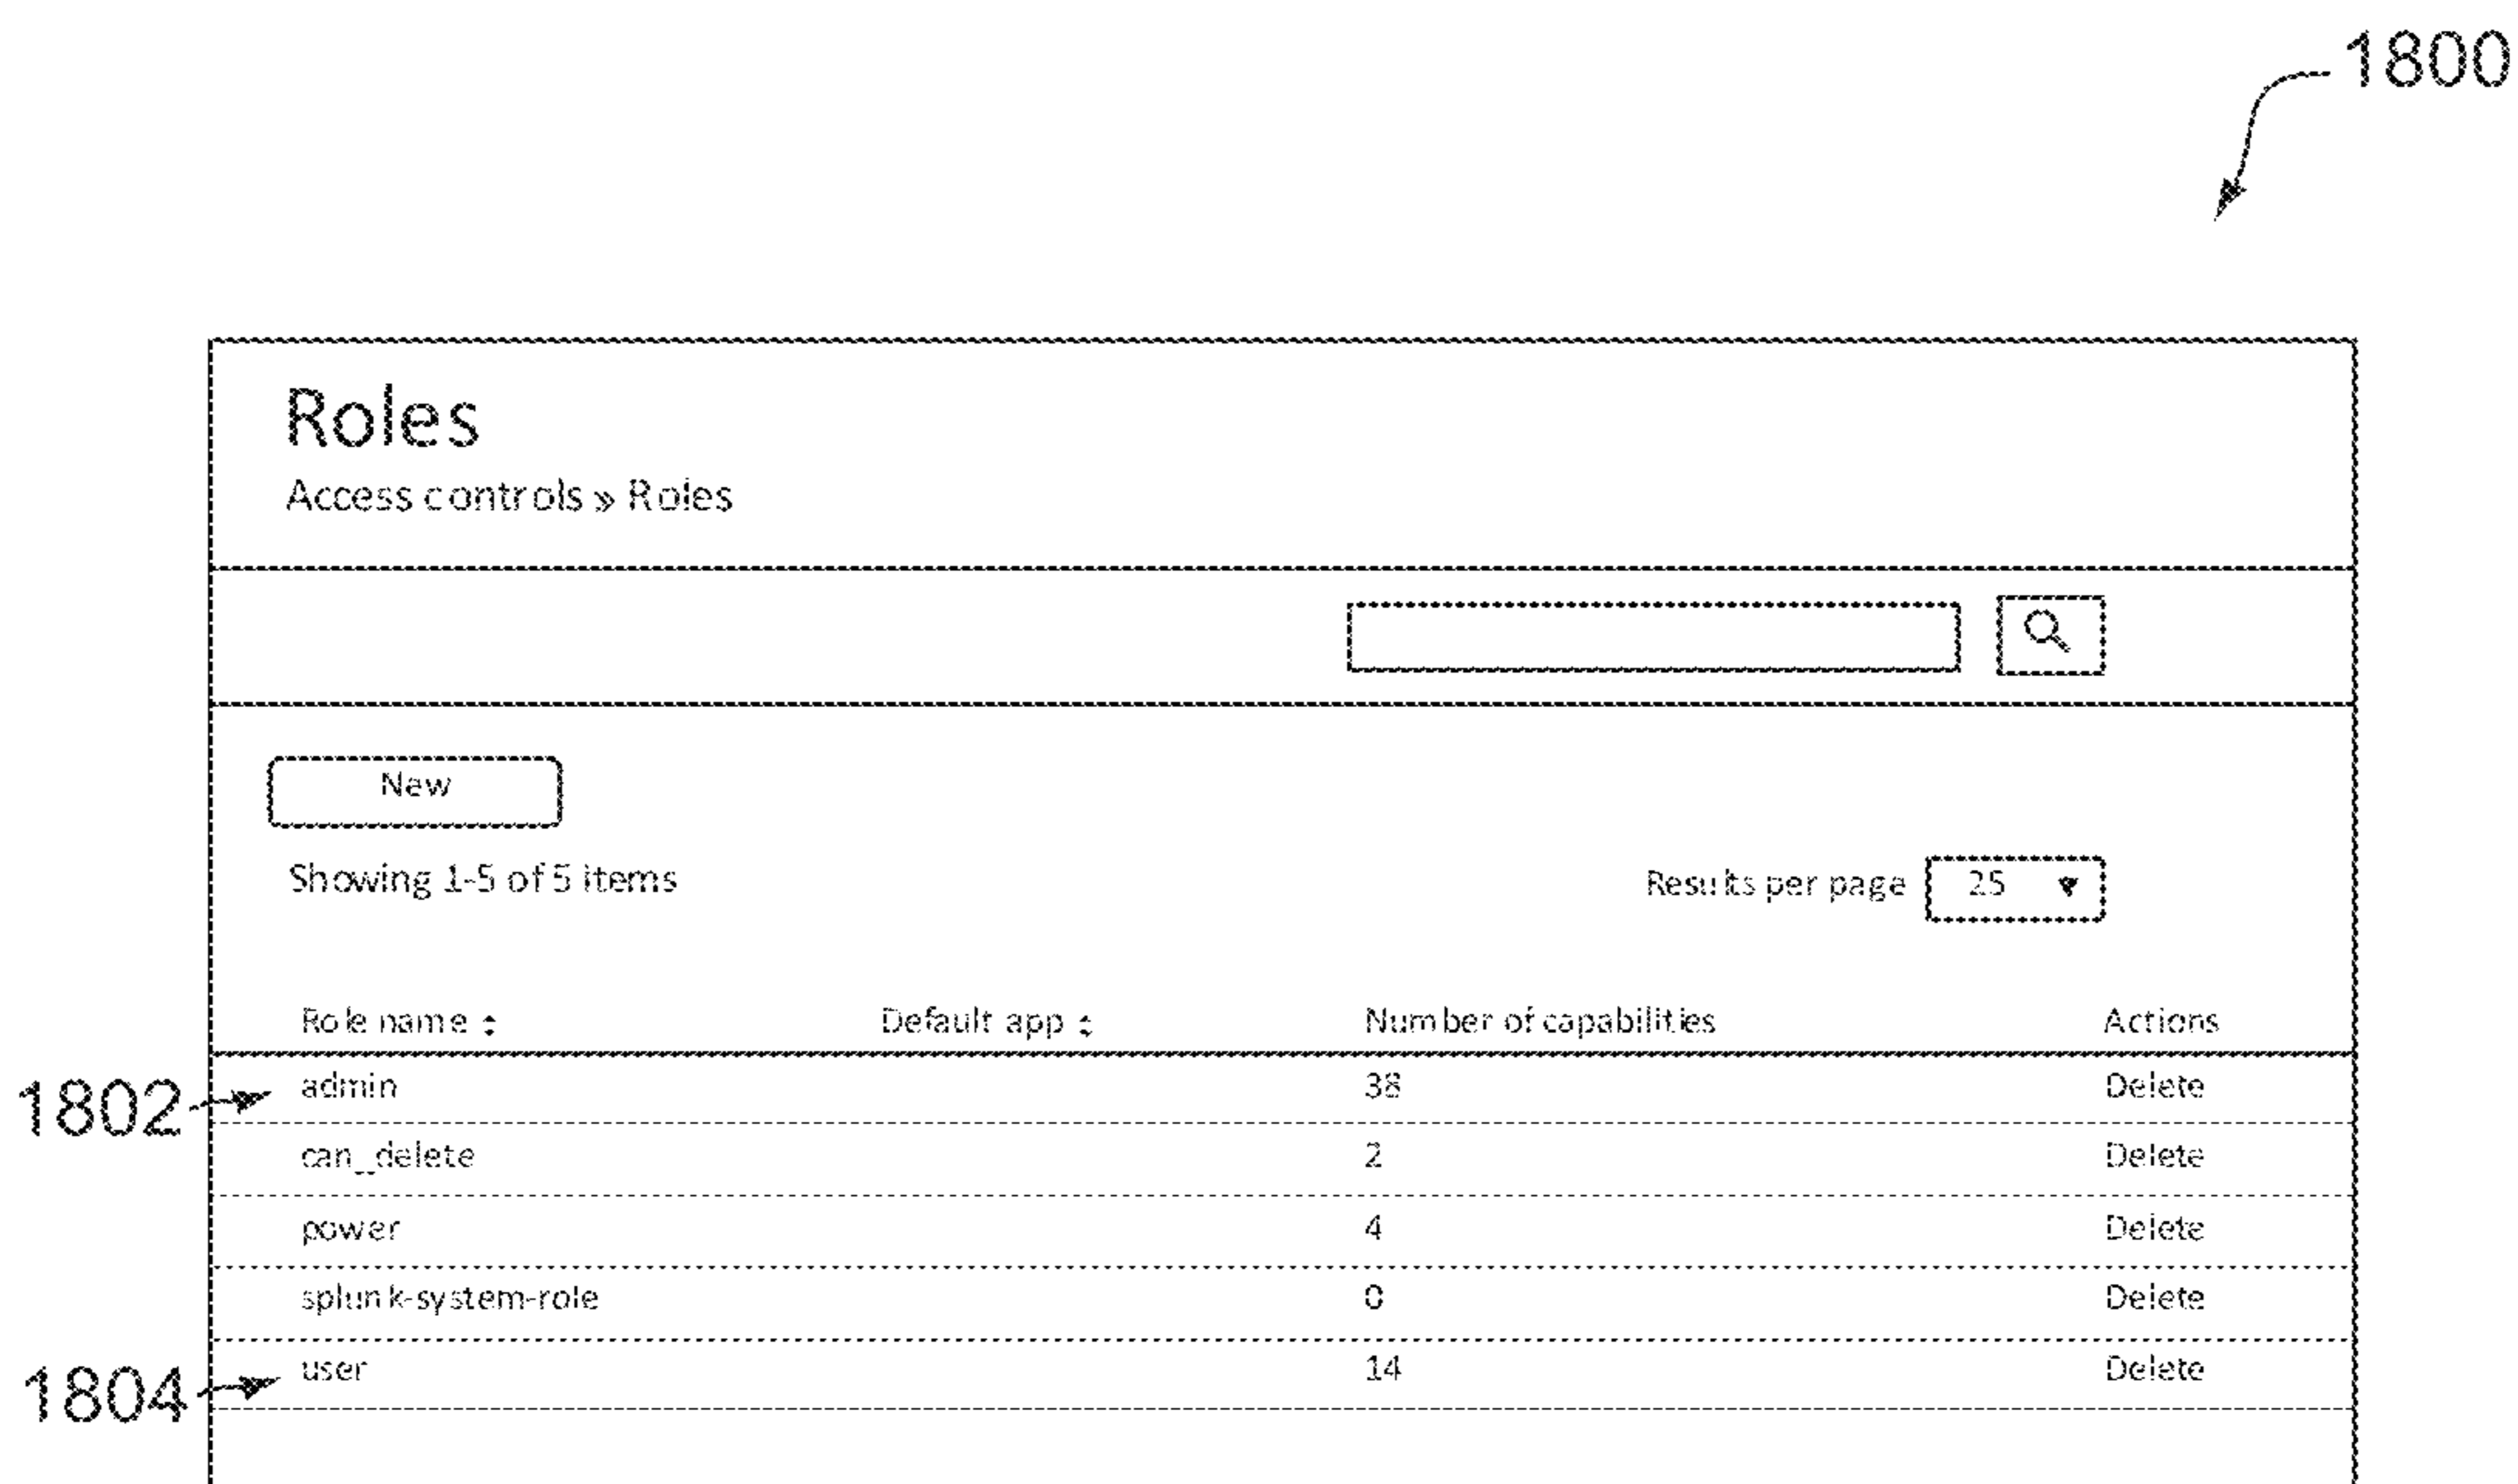 1800
Roles
Access controls » Roles
New
Showing 1-5 of 5 items
Results per page 25
Role name Default app Number of capabilities Actions
1802 admin 38 Delete
can_delete 2 Delete
power 4 Delete
splunk-system-role 0 Delete
1804 user 14 Delete